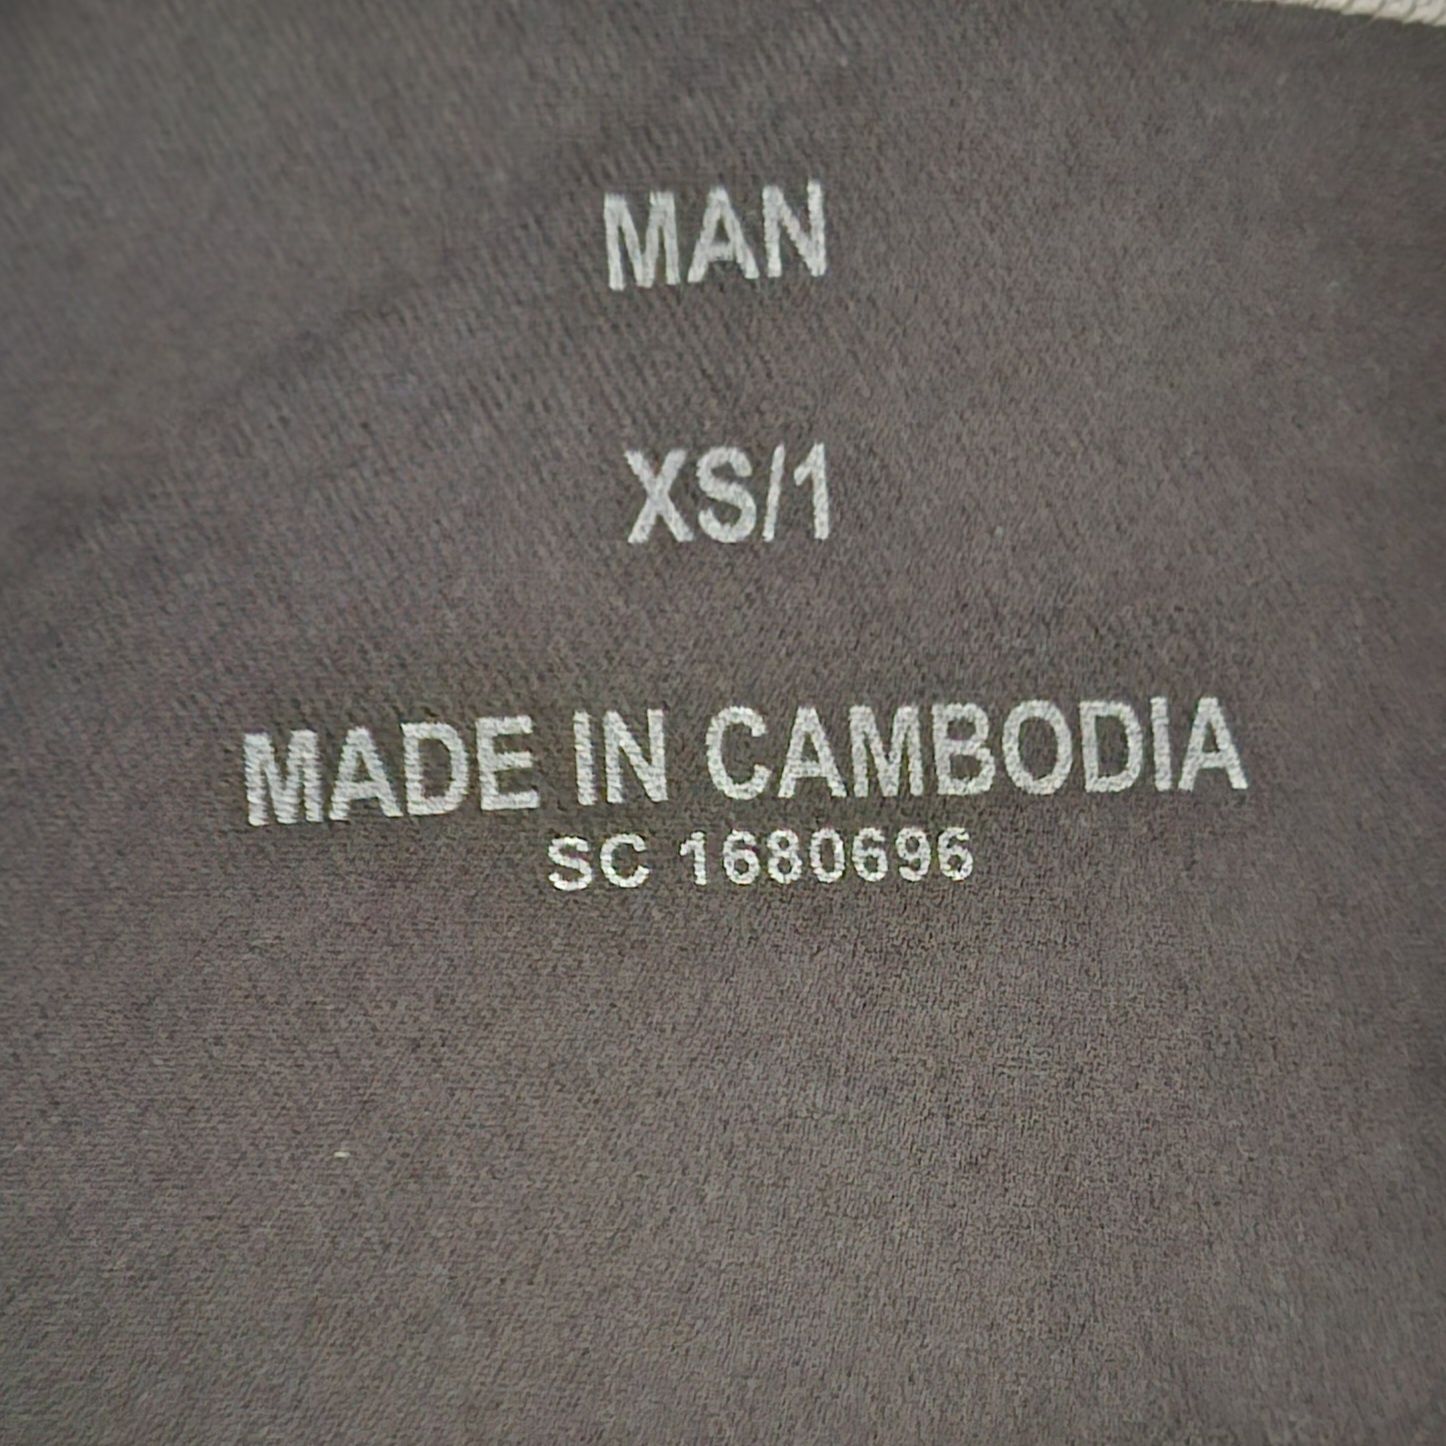 MAN
XS/1
MADE IN CAMBODIA
SC 1680696